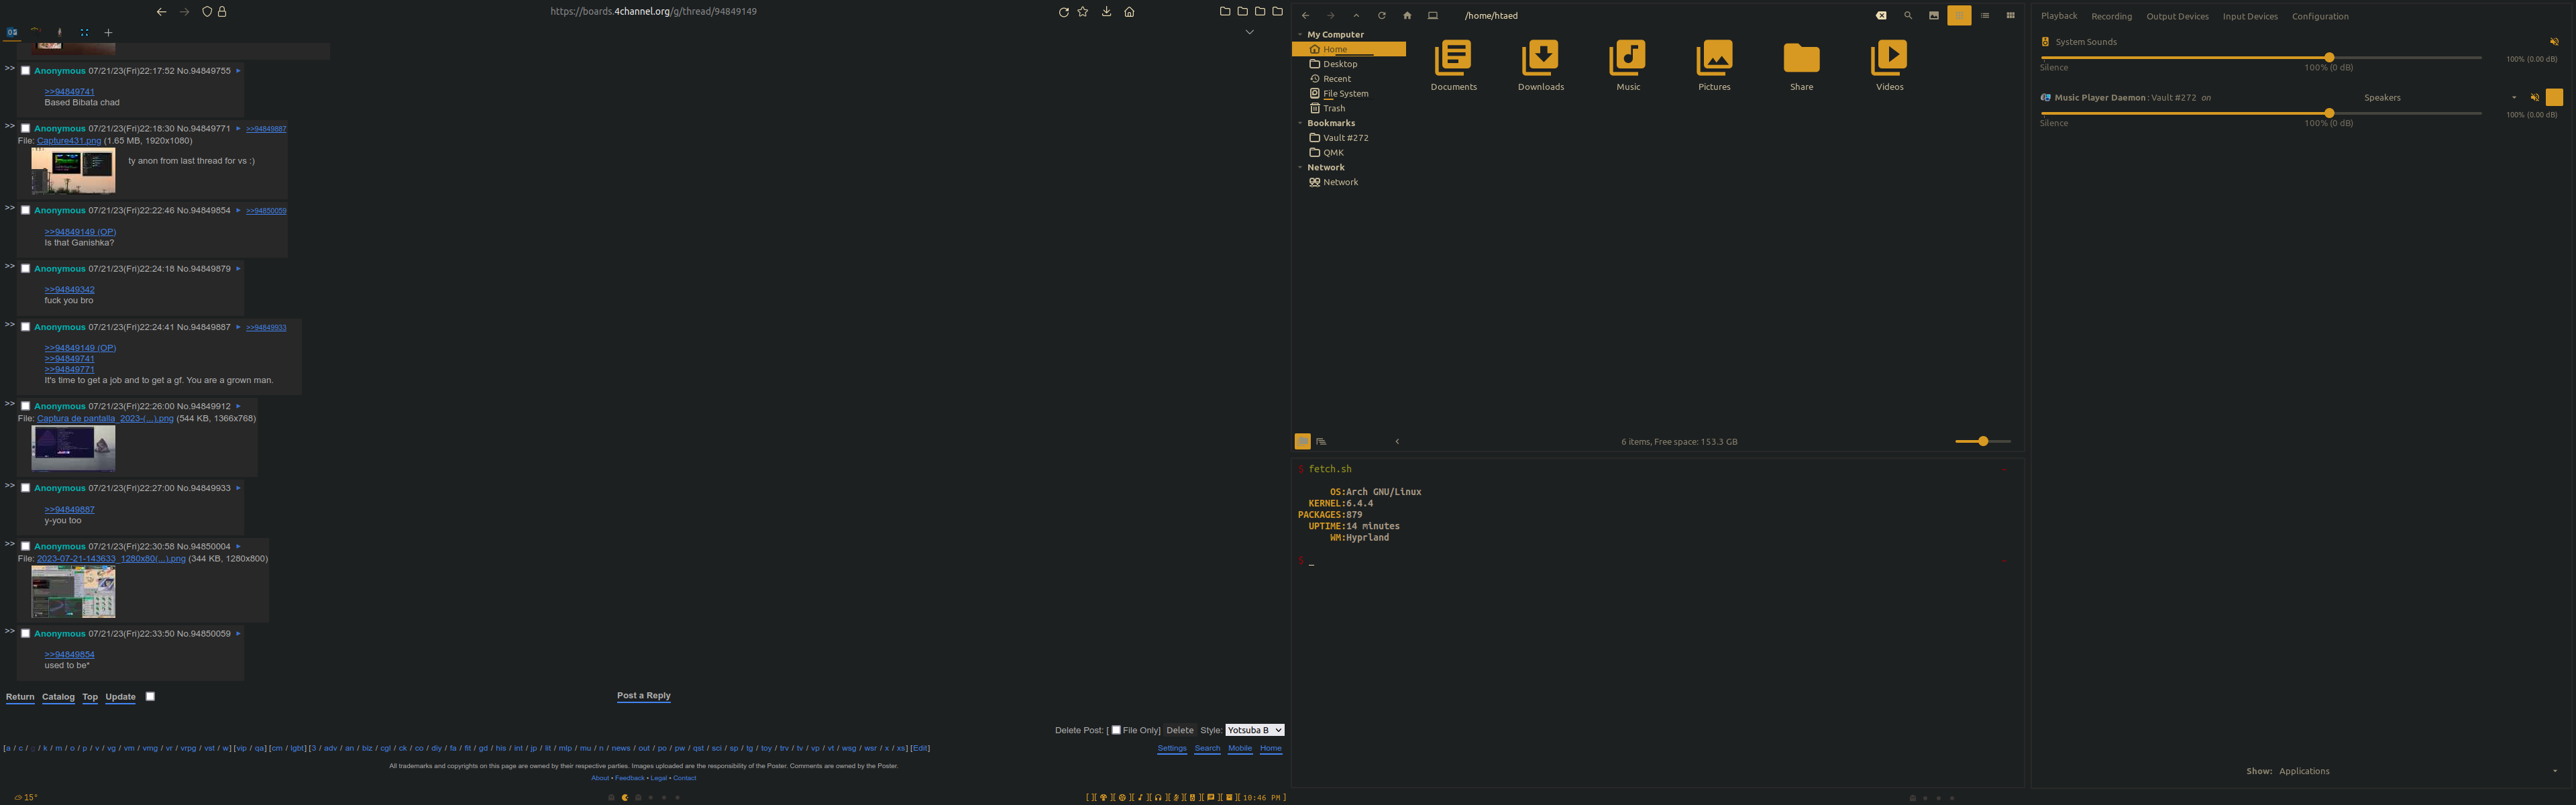 https://boards.4channel.org/g/thread/94849149
>> Anonymous 07/21/23(Fri)22:17:52 No.94849755
>>94849741
Based Bibata chad
>> Anonymous 07/21/23(Fri)22:18:30 No.94849771 >>94849887
File: Capture431.png (1.65 MB, 1920x1080)
ty anon from last thread for vs :)
>> Anonymous 07/21/23(Fri)22:22:46 No.94849854 >>94850059
>>94849149 (OP)
Is that Ganishka?
>> Anonymous 07/21/23(Fri)22:24:18 No.94849879
>>94849342
fuck you bro
>> Anonymous 07/21/23(Fri)22:24:41 No.94849887 >>94849933
>>94849149 (OP)
>>94849741
>>94849771
It's time to get a job and to get a gf. You are a grown man.
>> Anonymous 07/21/23(Fri)22:26:00 No.94849912
File: Captura de pantalla_2023-(...).png (544 KB, 1366x768)
>> Anonymous 07/21/23(Fri)22:27:00 No.94849933
>>94849887
y-you too
>> Anonymous 07/21/23(Fri)22:30:58 No.94850004
File: 2023-07-21-143633_1280x80(...).png (344 KB, 1280x800)
>> Anonymous 07/21/23(Fri)22:33:50 No.94850059
>>94849854
used to be*
Return Catalog Top Update
Post a Reply
Delete Post: [ File Only] Delete Style: Yotsuba B
[a / c / g / k / m / o / p / v / vg / vm / vmg / vr / vrpg / vst / w] [vip / qa] [cm / lgbt] [3 / adv / an / biz / cgl / ck / co / diy / fa / fit / gd / his / int / jp / lit / mlp / mu / n / news / out / po / pw / qst / sci / sp / tg / toy / trv / tv / vp / vt / wsg / wsr / x / xs] [Edit]
Settings Search Mobile Home
All trademarks and copyrights on this page are owned by their respective parties. Images uploaded are the responsibility of the Poster. Comments are owned by the Poster.
About • Feedback • Legal • Contact
15°
10:46 PM
/home/htaed
My Computer
Home
Desktop
Recent
File System
Trash
Bookmarks
Vault #272
QMK
Network
Network
Documents
Downloads
Music
Pictures
Share
Videos
6 items, Free space: 153.3 GB
$ fetch.sh
OS:Arch GNU/Linux
KERNEL:6.4.4
PACKAGES:879
UPTIME:14 minutes
WM:Hyprland
$ _
Playback Recording Output Devices Input Devices Configuration
System Sounds
100% (0.00 dB)
Silence 100% (0 dB)
Music Player Daemon : Vault #272 on Speakers
100% (0.00 dB)
Silence 100% (0 dB)
Show: Applications